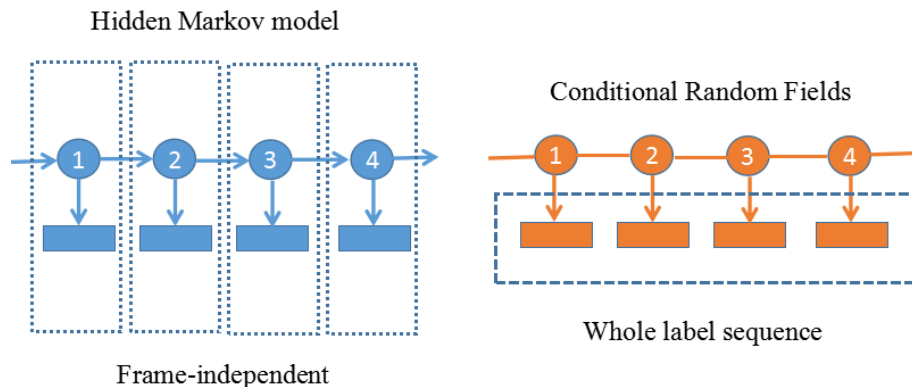 Hidden Markov model
1 2 3 4
Frame-independent
Conditional Random Fields
1 2 3 4
Whole label sequence